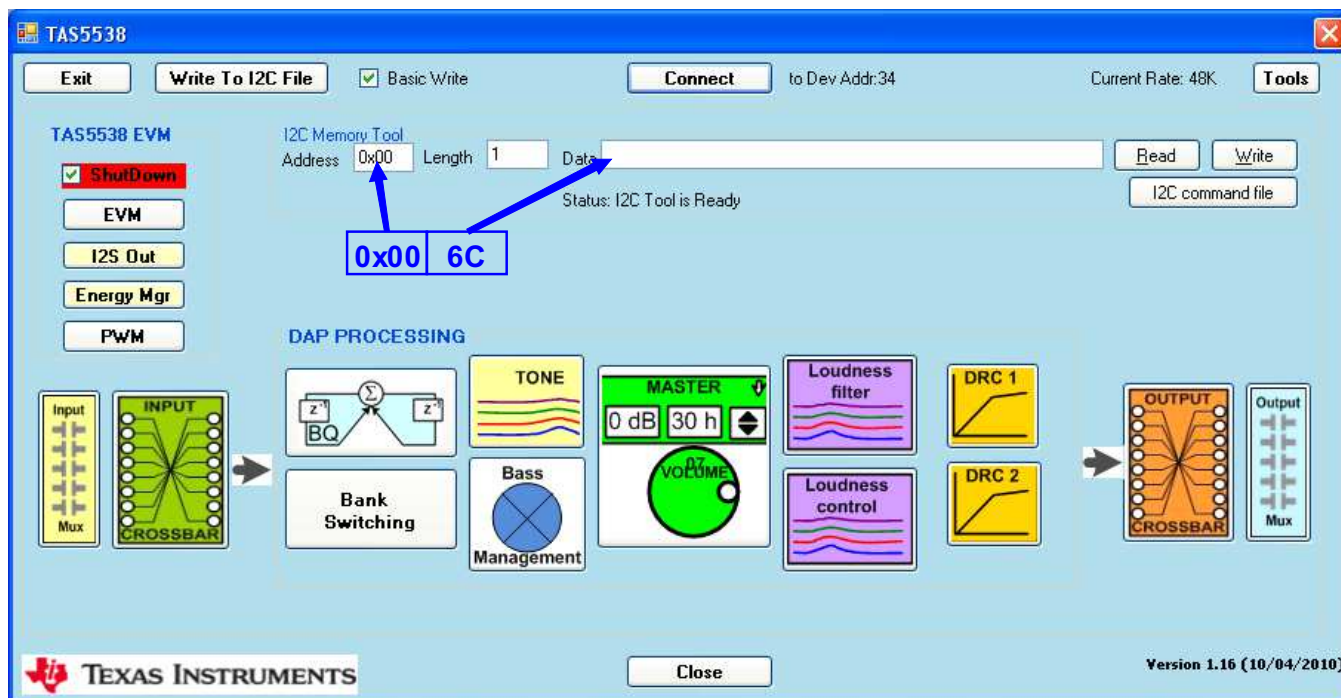 TAS5538
Exit
Write To I2C File
Basic Write
Connect
to Dev Addr:34
Current Rate: 48K
Tools
TAS5538 EVM
ShutDown
EVM
I2S Out
Energy Mgr
PWM
I2C Memory Tool
Address 0x00 Length 1 Data
Read
Write
Status: I2C Tool is Ready
I2C command file
0x00 6C
DAP PROCESSING
Input
Mux
INPUT
CROSSBAR
Σ
z⁻¹
z⁻¹
BQ
Bank
Switching
TONE
Bass
Management
MASTER
0 dB 30 h
07
VOLUME
Loudness
filter
Loudness
control
DRC 1
DRC 2
OUTPUT
CROSSBAR
Output
Mux
TEXAS INSTRUMENTS
Close
Version 1.16 (10/04/2010)